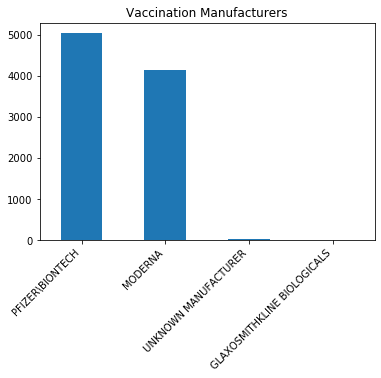 Vaccination Manufacturers
5000
4000
3000
2000
1000
0
PFIZER\BIONTECH
MODERNA
UNKNOWN MANUFACTURER
GLAXOSMITHKLINE BIOLOGICALS